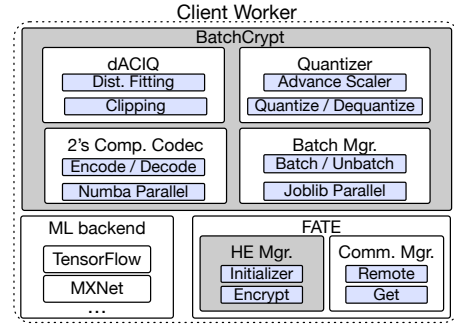 Client Worker
BatchCrypt
dACIQ
Dist. Fitting
Clipping
Quantizer
Advance Scaler
Quantize / Dequantize
2's Comp. Codec
Encode / Decode
Numba Parallel
Batch Mgr.
Batch / Unbatch
Joblib Parallel
ML backend
TensorFlow
MXNet
...
FATE
HE Mgr.
Initializer
Encrypt
Comm. Mgr.
Remote
Get